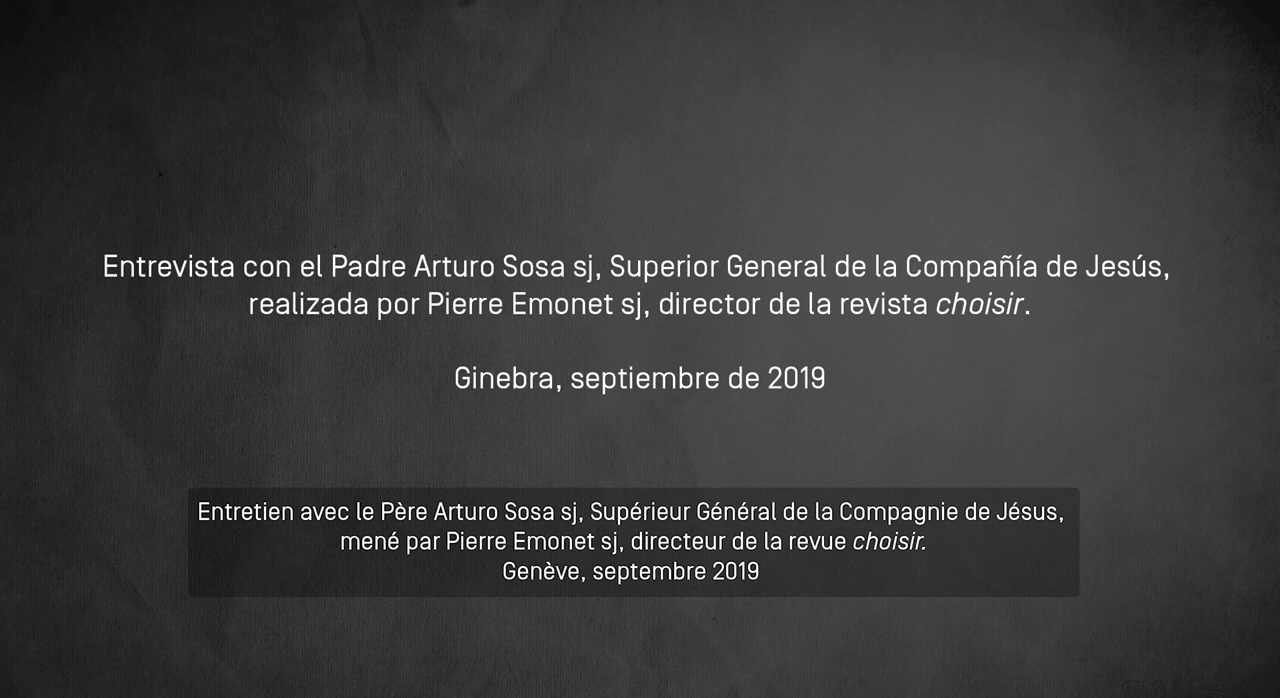 Entrevista con el Padre Arturo Sosa sj, Superior General de la Compañía de Jesús,
realizada por Pierre Emonet sj, director de la revista choisir.
Ginebra, septiembre de 2019
Entretien avec le Père Arturo Sosa sj, Supérieur Général de la Compagnie de Jésus,
mené par Pierre Emonet sj, directeur de la revue choisir.
Genève, septembre 2019